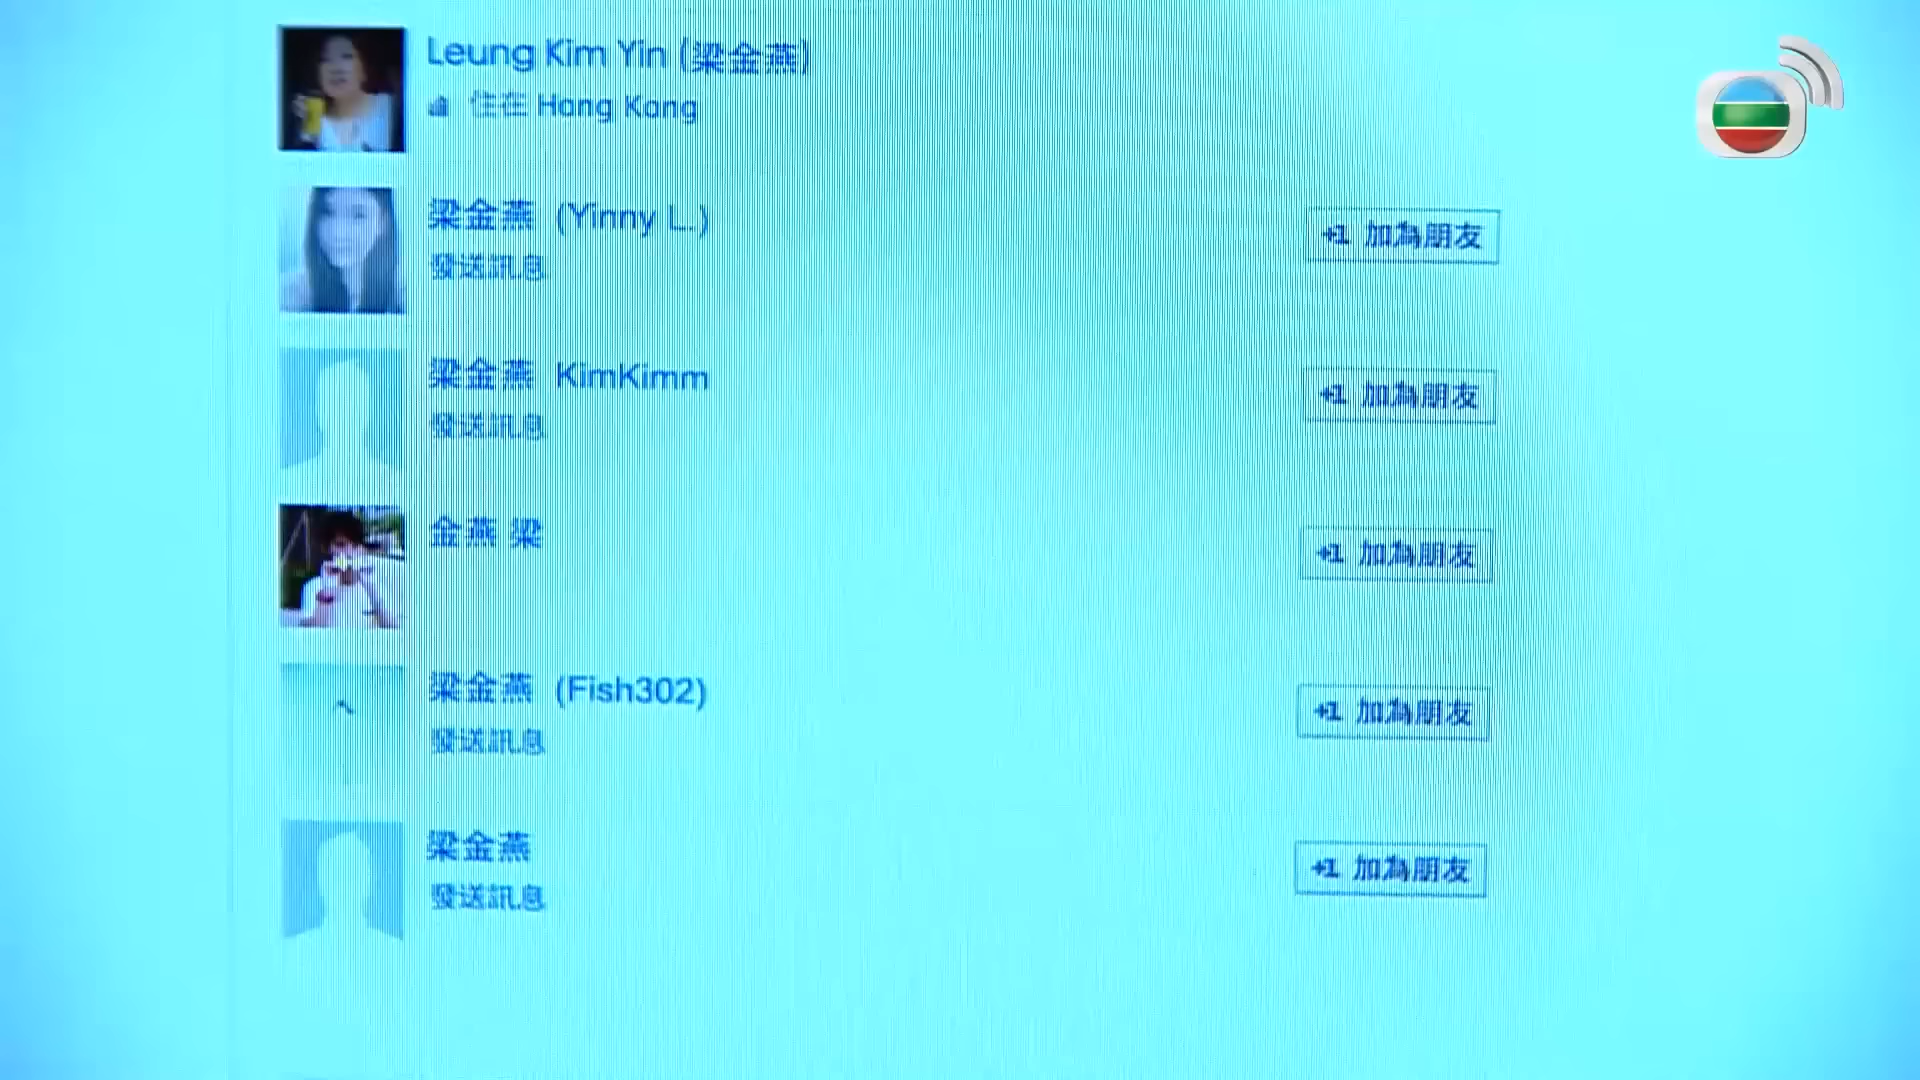 Leung Kim Yin (梁金燕)
住在 Hong Kong
梁金燕 (Yinny L.)
發送訊息
+1 加為朋友
梁金燕 KimKimm
發送訊息
+1 加為朋友
金燕 梁
+1 加為朋友
梁金燕 (Fish302)
發送訊息
+1 加為朋友
梁金燕
發送訊息
+1 加為朋友